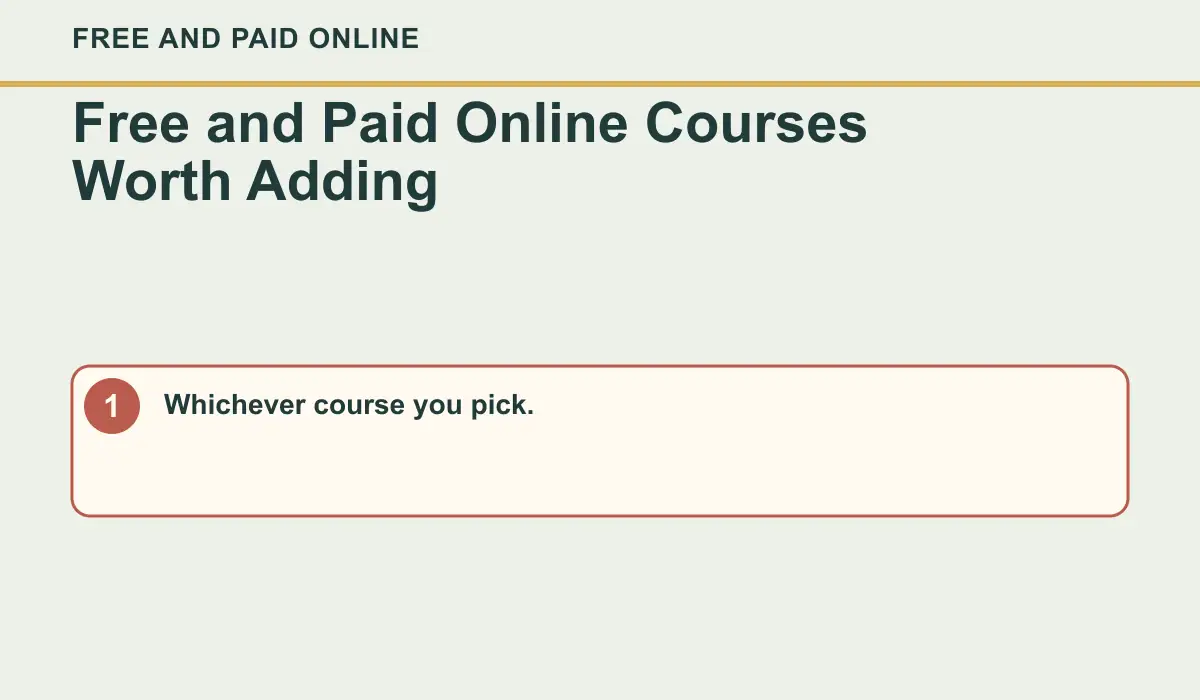 FREE AND PAID ONLINE
Free and Paid Online Courses
Worth Adding
1
Whichever course you pick.